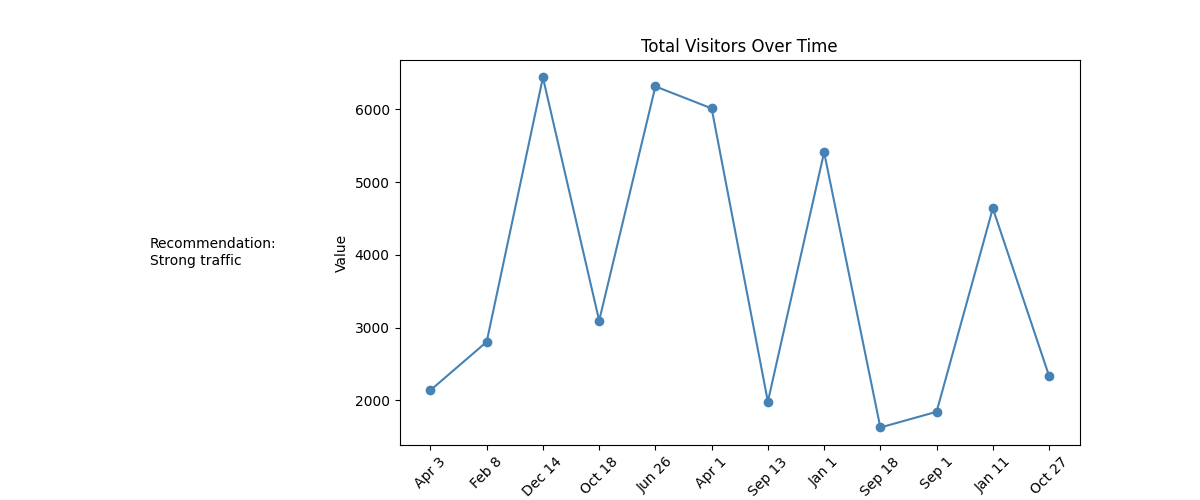 Total Visitors Over Time
Recommendation:
Strong traffic
Value
6000
5000
4000
3000
2000
Apr 3
Feb 8
Dec 14
Oct 18
Jun 26
Apr 1
Sep 13
Jan 1
Sep 18
Sep 1
Jan 11
Oct 27